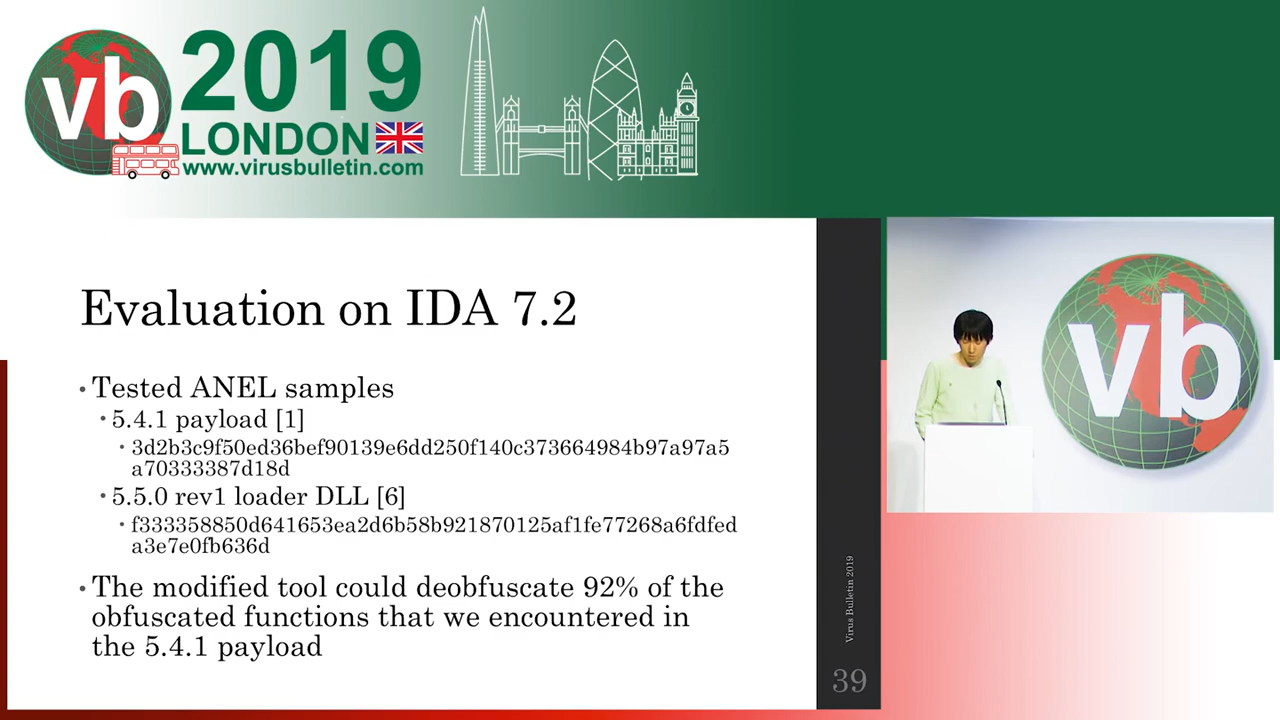 vb
2019
LONDON
www.virusbulletin.com
Evaluation on IDA 7.2
• Tested ANEL samples
• 5.4.1 payload [1]
• 3d2b3c9f50ed36bef90139e6dd250f140c373664984b97a97a5
a70333387d18d
• 5.5.0 rev1 loader DLL [6]
• f333358850d641653ea2d6b58b921870125af1fe77268a6fdfed
a3e7e0fb636d
• The modified tool could deobfuscate 92% of the
obfuscated functions that we encountered in
the 5.4.1 payload
Virus Bulletin 2019
39
vb